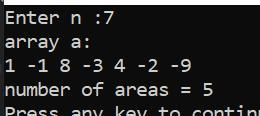 Enter n :7
array a:
1 -1 8 -3 4 -2 -9
number of areas = 5
Press any key to contin